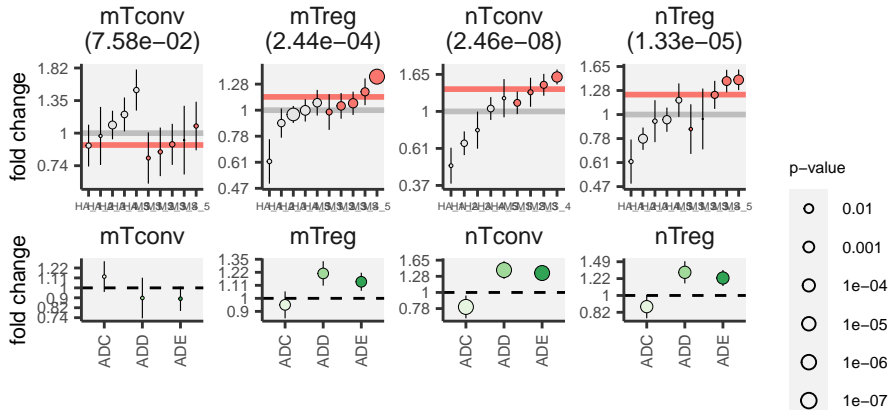 mTconv
(7.58e−02)
mTreg
(2.44e−04)
nTconv
(2.46e−08)
nTreg
(1.33e−05)
fold change
1.82
1.35
1
0.74
1.28
1
0.78
0.61
0.47
1.65
1
0.61
0.37
1.65
1.28
1
0.78
0.61
0.47
mTconv
mTreg
nTconv
nTreg
fold change
1.22
1.11
1
0.9
0.82
0.74
1.35
1.22
1.11
1
0.9
1.65
1.28
1
0.78
1.49
1.22
1
0.82
ADC
ADD
ADE
ADC
ADD
ADE
ADC
ADD
ADE
ADC
ADD
ADE
p−value
0.01
0.001
1e−04
1e−05
1e−06
1e−07